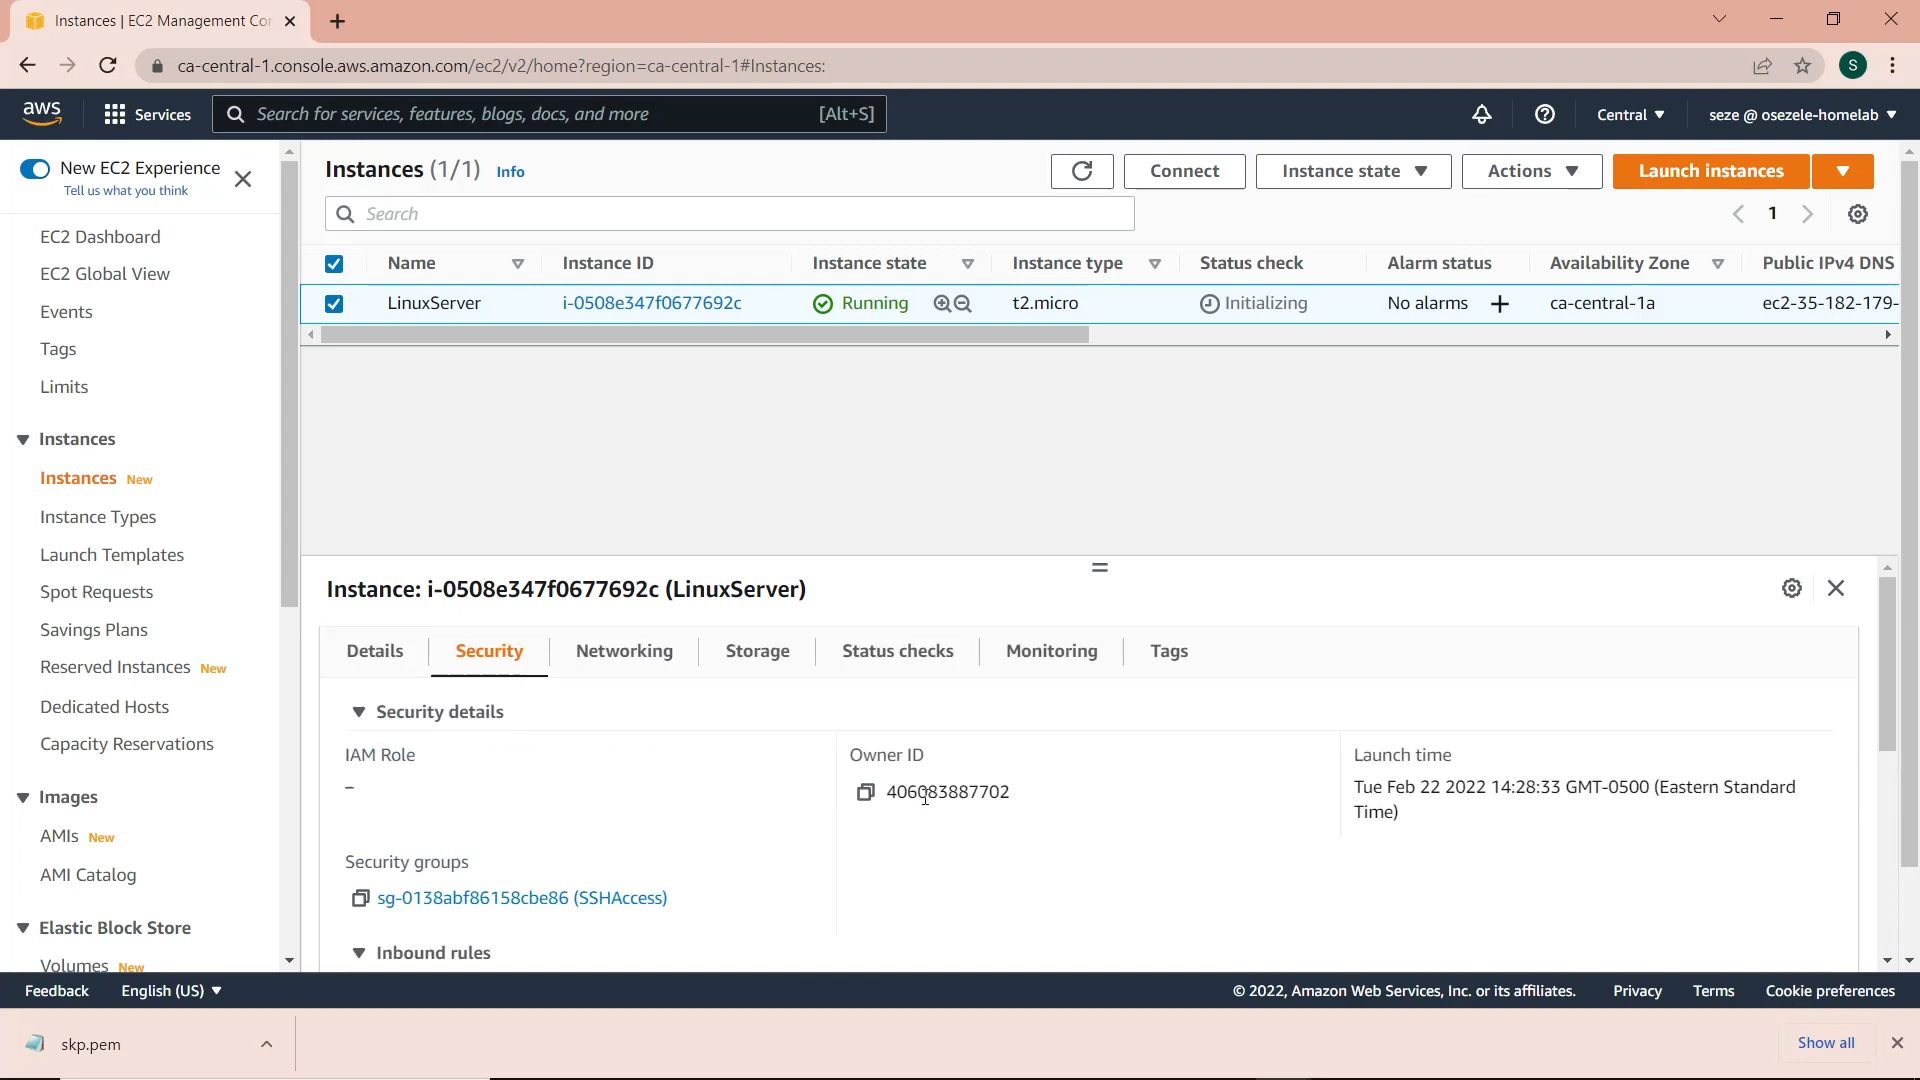 Instances | EC2 Management Con
ca-central-1.console.aws.amazon.com/ec2/v2/home?region=ca-central-1#Instances:
S
aws
Services
Search for services, features, blogs, docs, and more
[Alt+S]
Central
seze @ osezele-homelab
New EC2 Experience
Tell us what you think
EC2 Dashboard
EC2 Global View
Events
Tags
Limits
Instances
Instances New
Instance Types
Launch Templates
Spot Requests
Savings Plans
Reserved Instances New
Dedicated Hosts
Capacity Reservations
Images
AMIs New
AMI Catalog
Elastic Block Store
Volumes New
Instances (1/1) Info
Connect
Instance state
Actions
Launch instances
Search
1
Name Instance ID Instance state Instance type Status check Alarm status Availability Zone Public IPv4 DNS
LinuxServer i-0508e347f0677692c Running t2.micro Initializing No alarms + ca-central-1a ec2-35-182-179-
Instance: i-0508e347f0677692c (LinuxServer)
Details Security Networking Storage Status checks Monitoring Tags
Security details
IAM Role
–
Owner ID
406083887702
Launch time
Tue Feb 22 2022 14:28:33 GMT-0500 (Eastern Standard
Time)
Security groups
sg-0138abf86158cbe86 (SSHAccess)
Inbound rules
Feedback
English (US)
© 2022, Amazon Web Services, Inc. or its affiliates.
Privacy
Terms
Cookie preferences
skp.pem
Show all